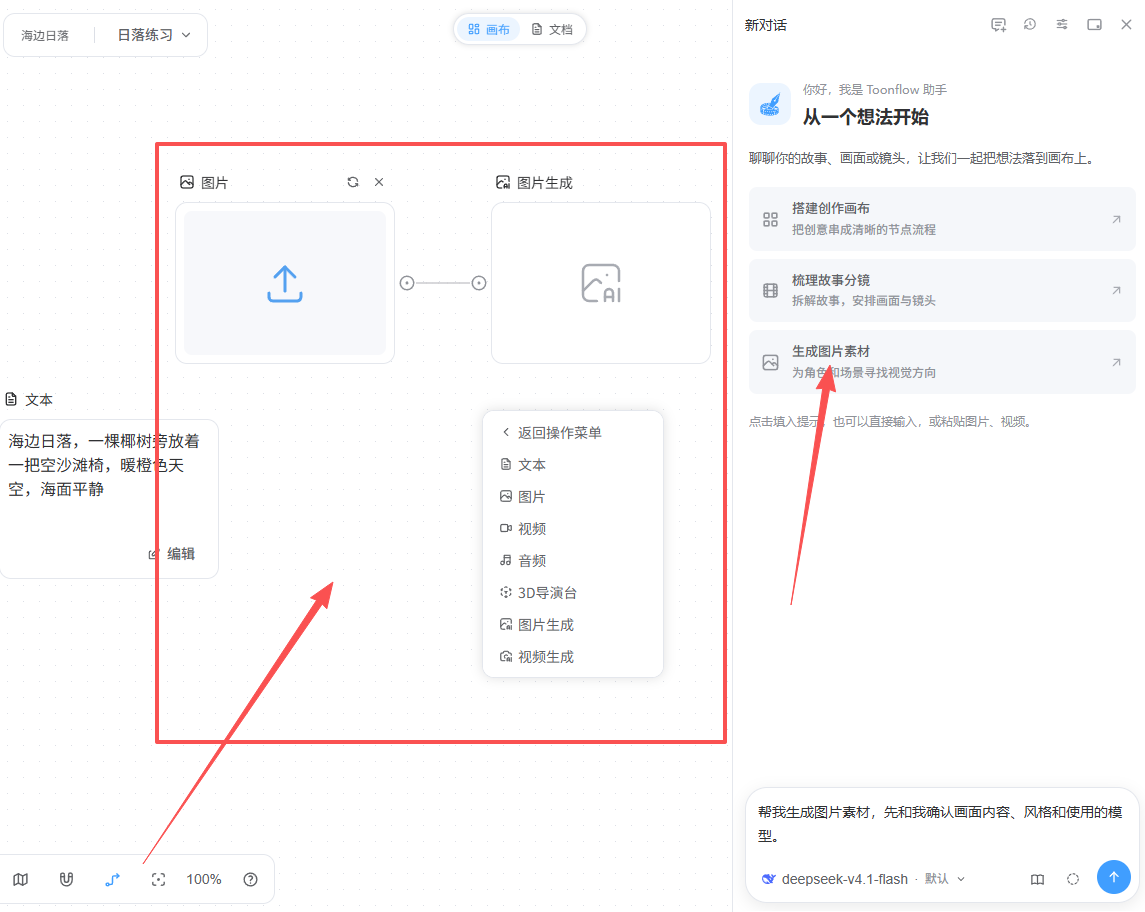 海边日落
日落练习
画布
文档
图片
图片生成
AI
文本
海边日落，一棵椰树旁放着
一把空沙滩椅，暖橙色天
空，海面平静
编辑
返回操作菜单
文本
图片
视频
音频
3D导演台
图片生成
视频生成
100%
新对话
你好，我是 Toonflow 助手
从一个想法开始
聊聊你的故事、画面或镜头，让我们一起把想法落到画布上。
搭建创作画布
把创意串成清晰的节点流程
梳理故事分镜
拆解故事，安排画面与镜头
生成图片素材
为角色和场景寻找视觉方向
点击填入提示，也可以直接输入，或粘贴图片、视频。
帮我生成图片素材，先和我确认画面内容、风格和使用的模
型。
deepseek-v4.1-flash · 默认